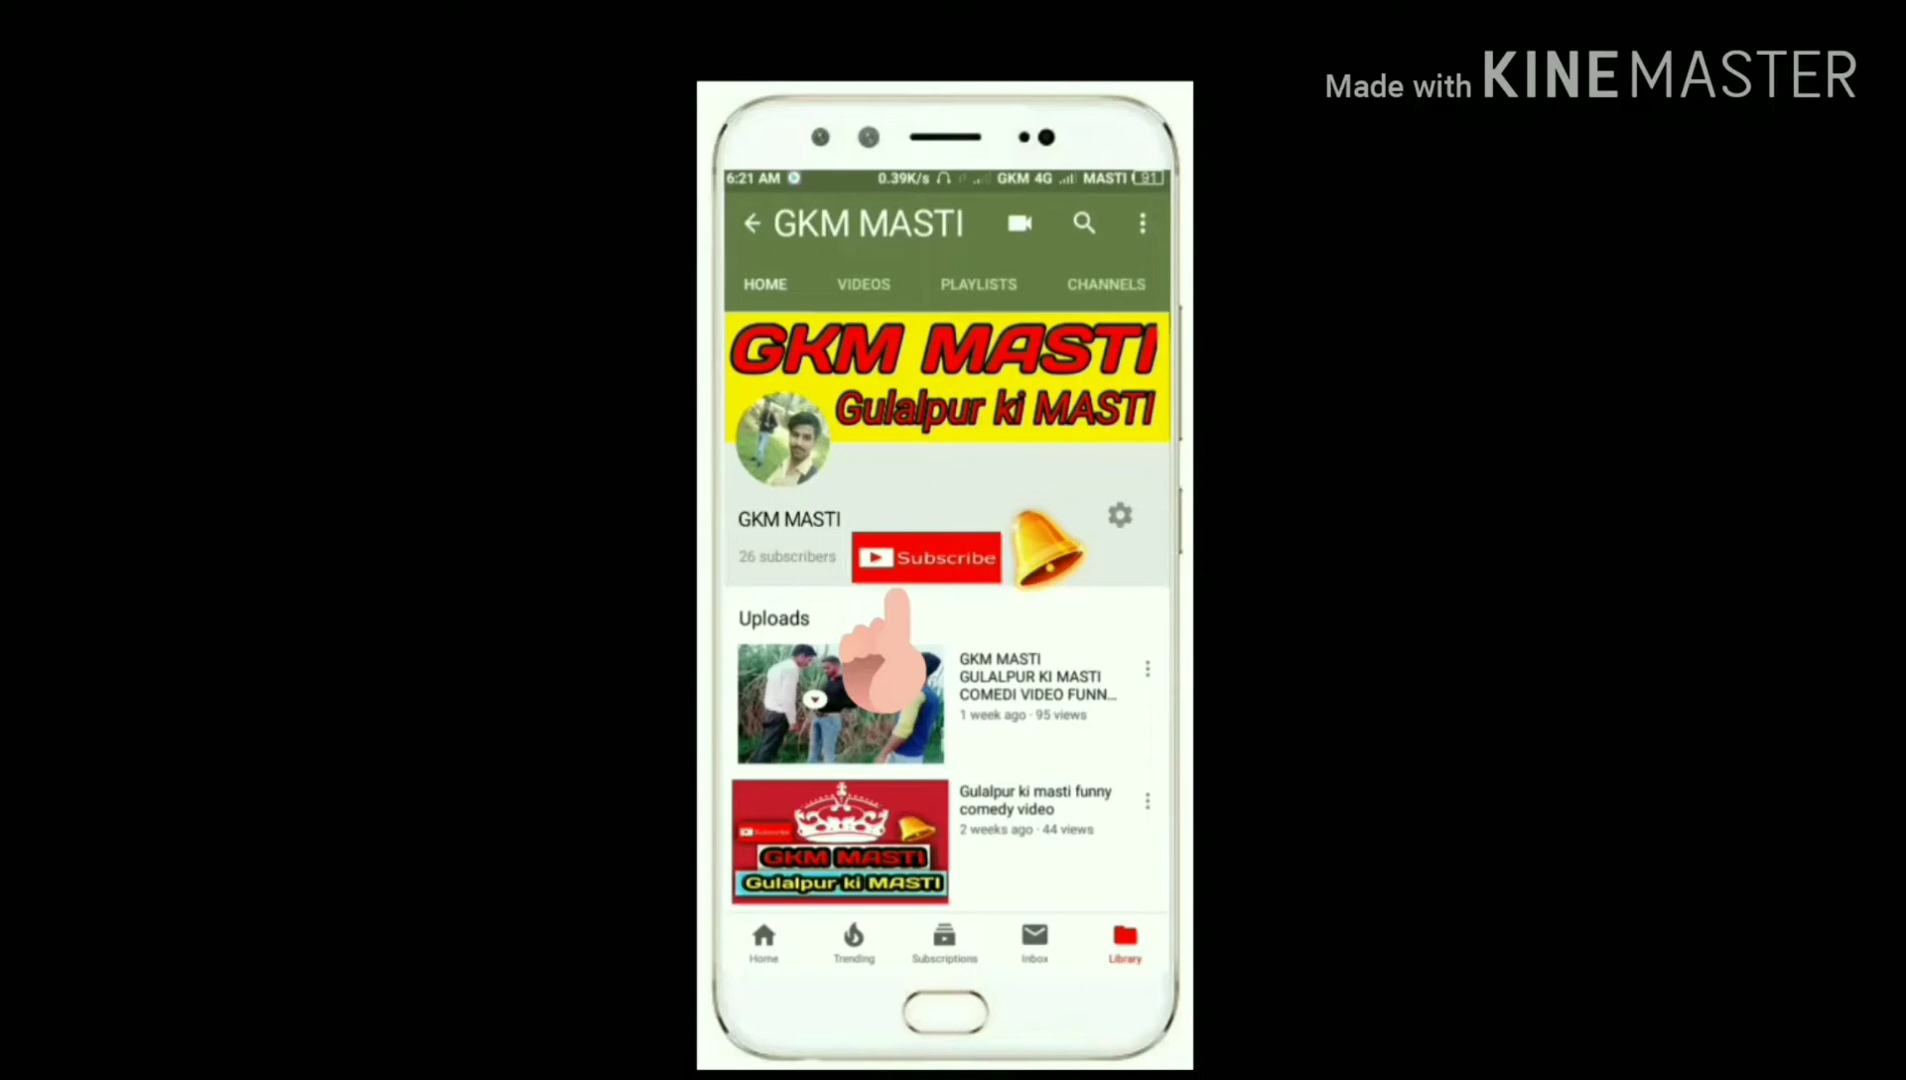 Made with KINEMASTER
6:21 AM 0.39K/s GKM 4G MASTI 91
GKM MASTI
HOME VIDEOS PLAYLISTS CHANNELS
GKM MASTI
Gulalpur ki MASTI
GKM MASTI
26 subscribers
Subscribe
Uploads
GKM MASTI
GULALPUR KI MASTI
COMEDI VIDEO FUNN...
1 week ago · 95 views
Gulalpur ki masti funny
comedy video
2 weeks ago · 44 views
Subscribe
GKM MASTI
Gulalpur ki MASTI
Home Trending Subscriptions Inbox Library